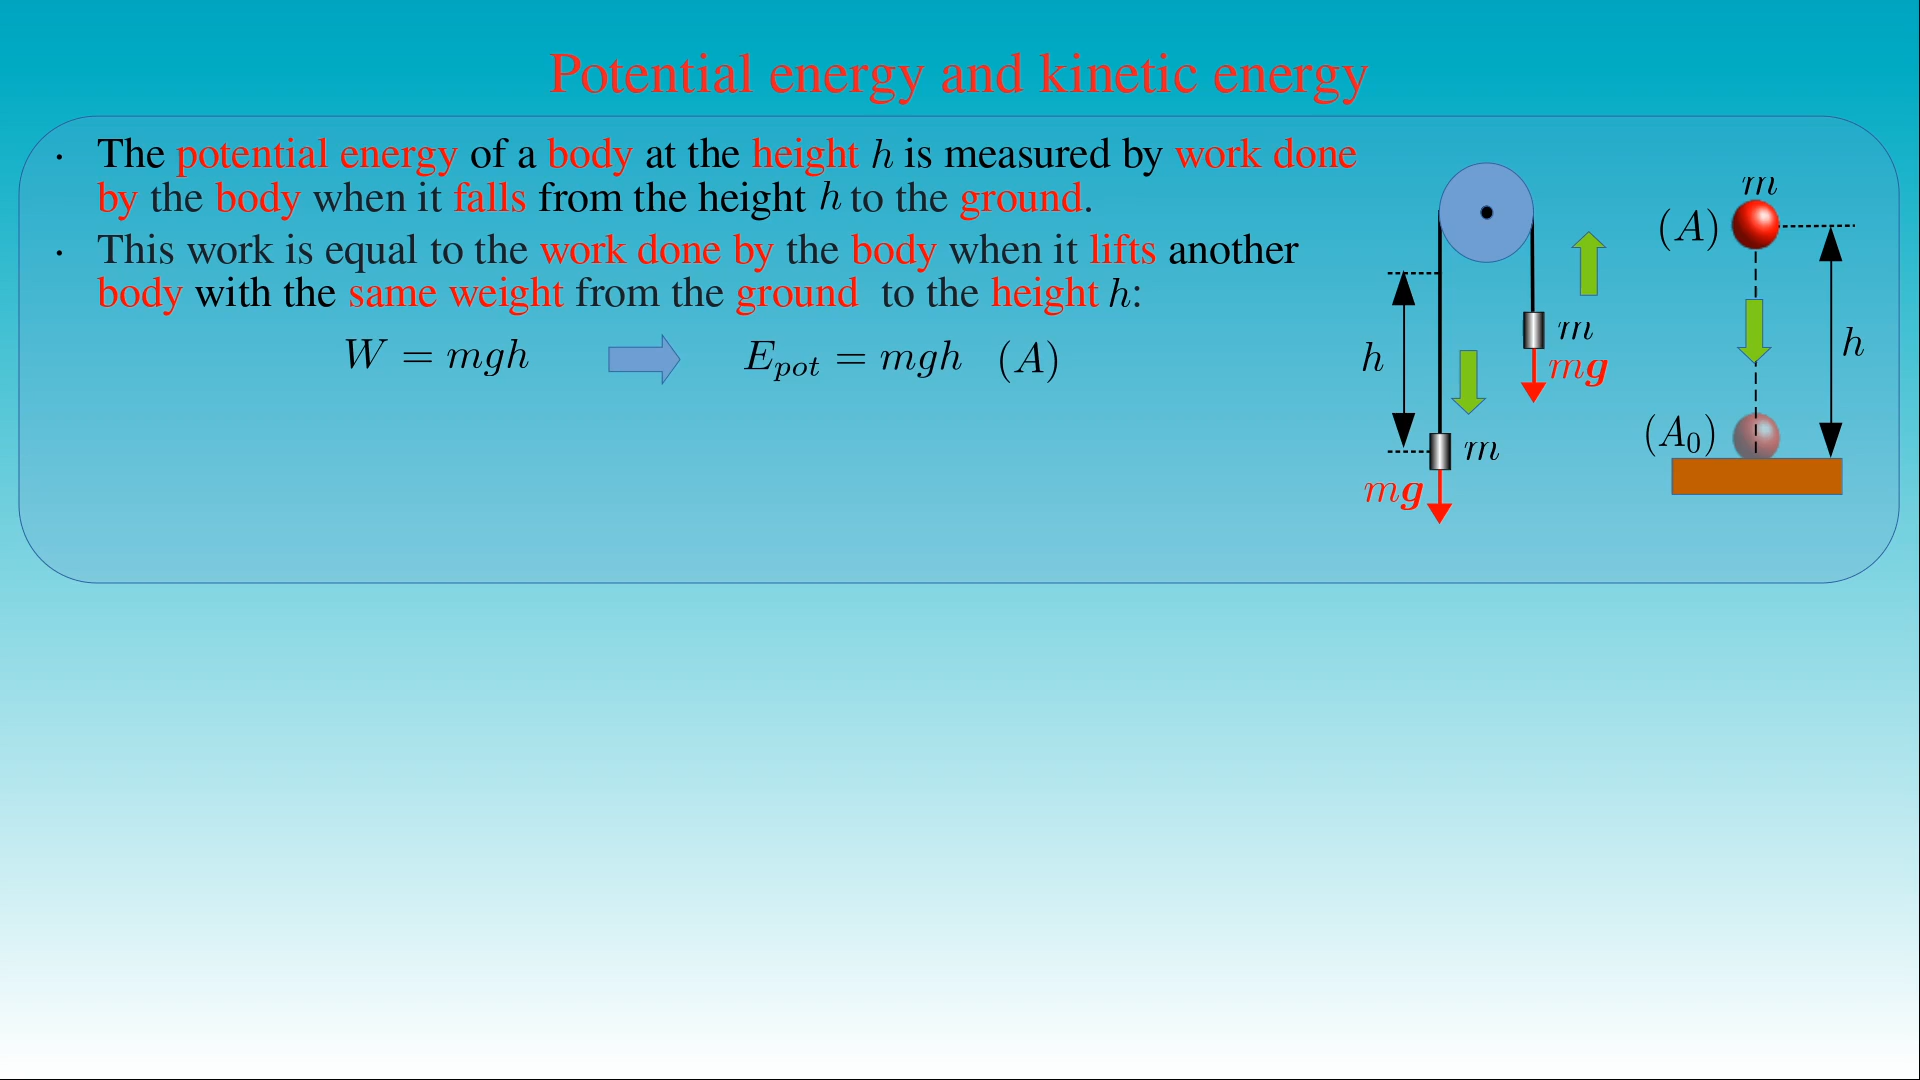 Potential energy and kinetic energy
· The potential energy of a body at the height h is measured by work done
by the body when it falls from the height h to the ground.
· This work is equal to the work done by the body when it lifts another
body with the same weight from the ground to the height h:
W = mgh E_{pot} = mgh (A)
h
m
mg
m
mg
m
(A)
h
(A_0)